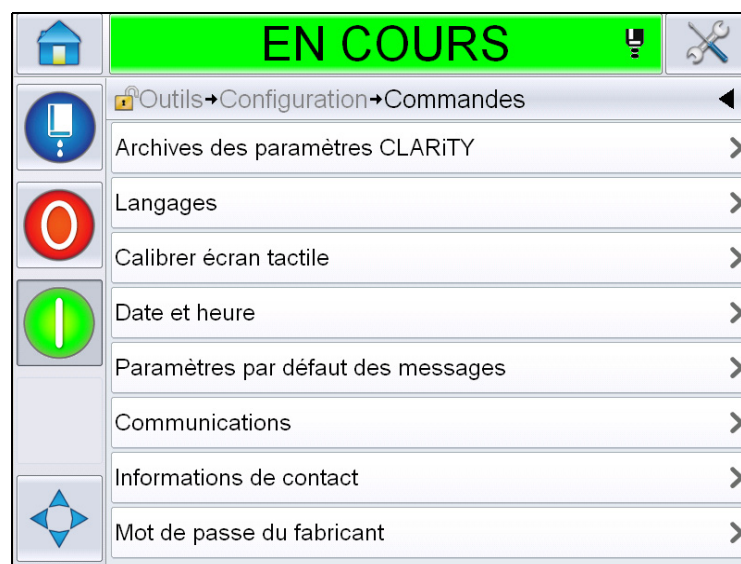 EN COURS
Outils→Configuration→Commandes
Archives des paramètres CLARiTY
Langages
Calibrer écran tactile
Date et heure
Paramètres par défaut des messages
Communications
Informations de contact
Mot de passe du fabricant